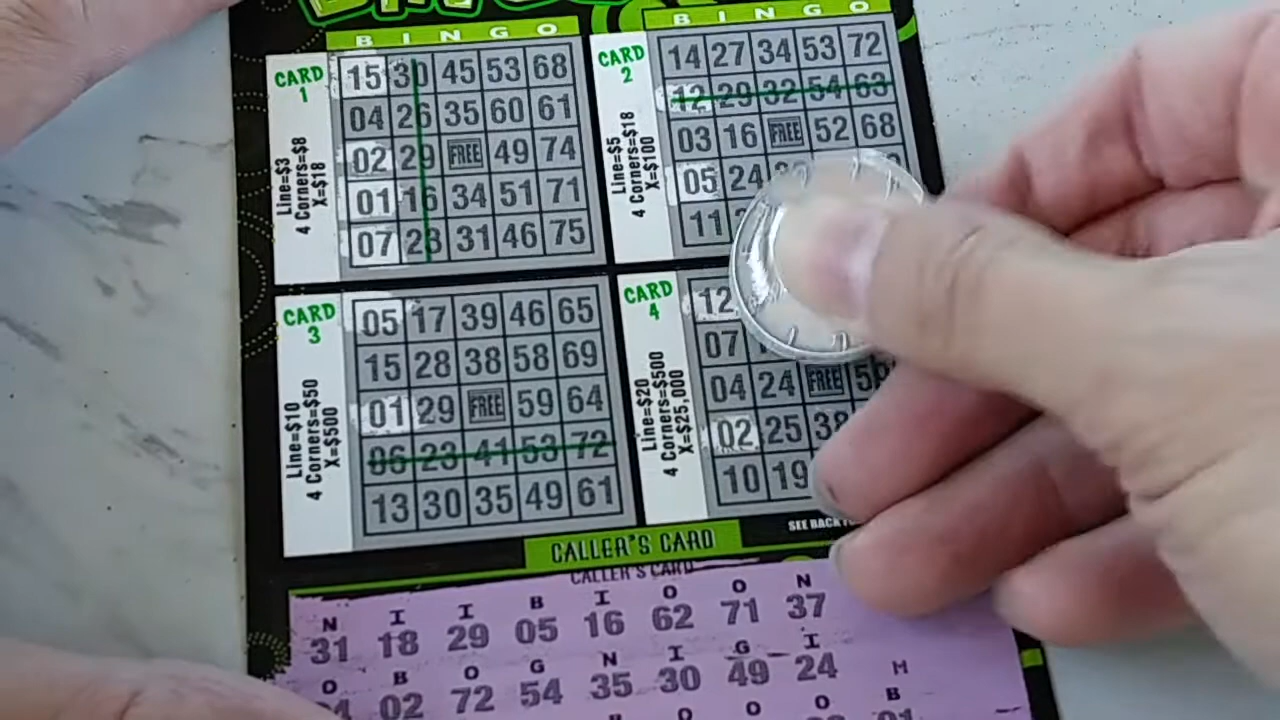 B I N G O
CARD 1
Line=$3
4 Corners=$8
X=$18
15 30 45 53 68
04 26 35 60 61
02 29 FREE 49 74
01 16 34 51 71
07 28 31 46 75
B I N G O
CARD 2
Line=$5
4 Corners=$18
X=$100
14 27 34 53 72
12 29 32 54 63
03 16 FREE 52 68
05 24
11
CARD 3
Line=$10
4 Corners=$50
X=$500
05 17 39 46 65
15 28 38 58 69
01 29 FREE 59 64
06 23 41 53 72
13 30 35 49 61
CARD 4
Line=$20
4 Corners=$500
X=$25,000
12
07
04 24 FREE
02 25 38
10 19
SEE BACK
CALLER'S CARD
CALLER'S CARD
N I I B I O O N
31 18 29 05 16 62 71 37
O B O G N I G I
02 72 54 35 30 49 24
B
01